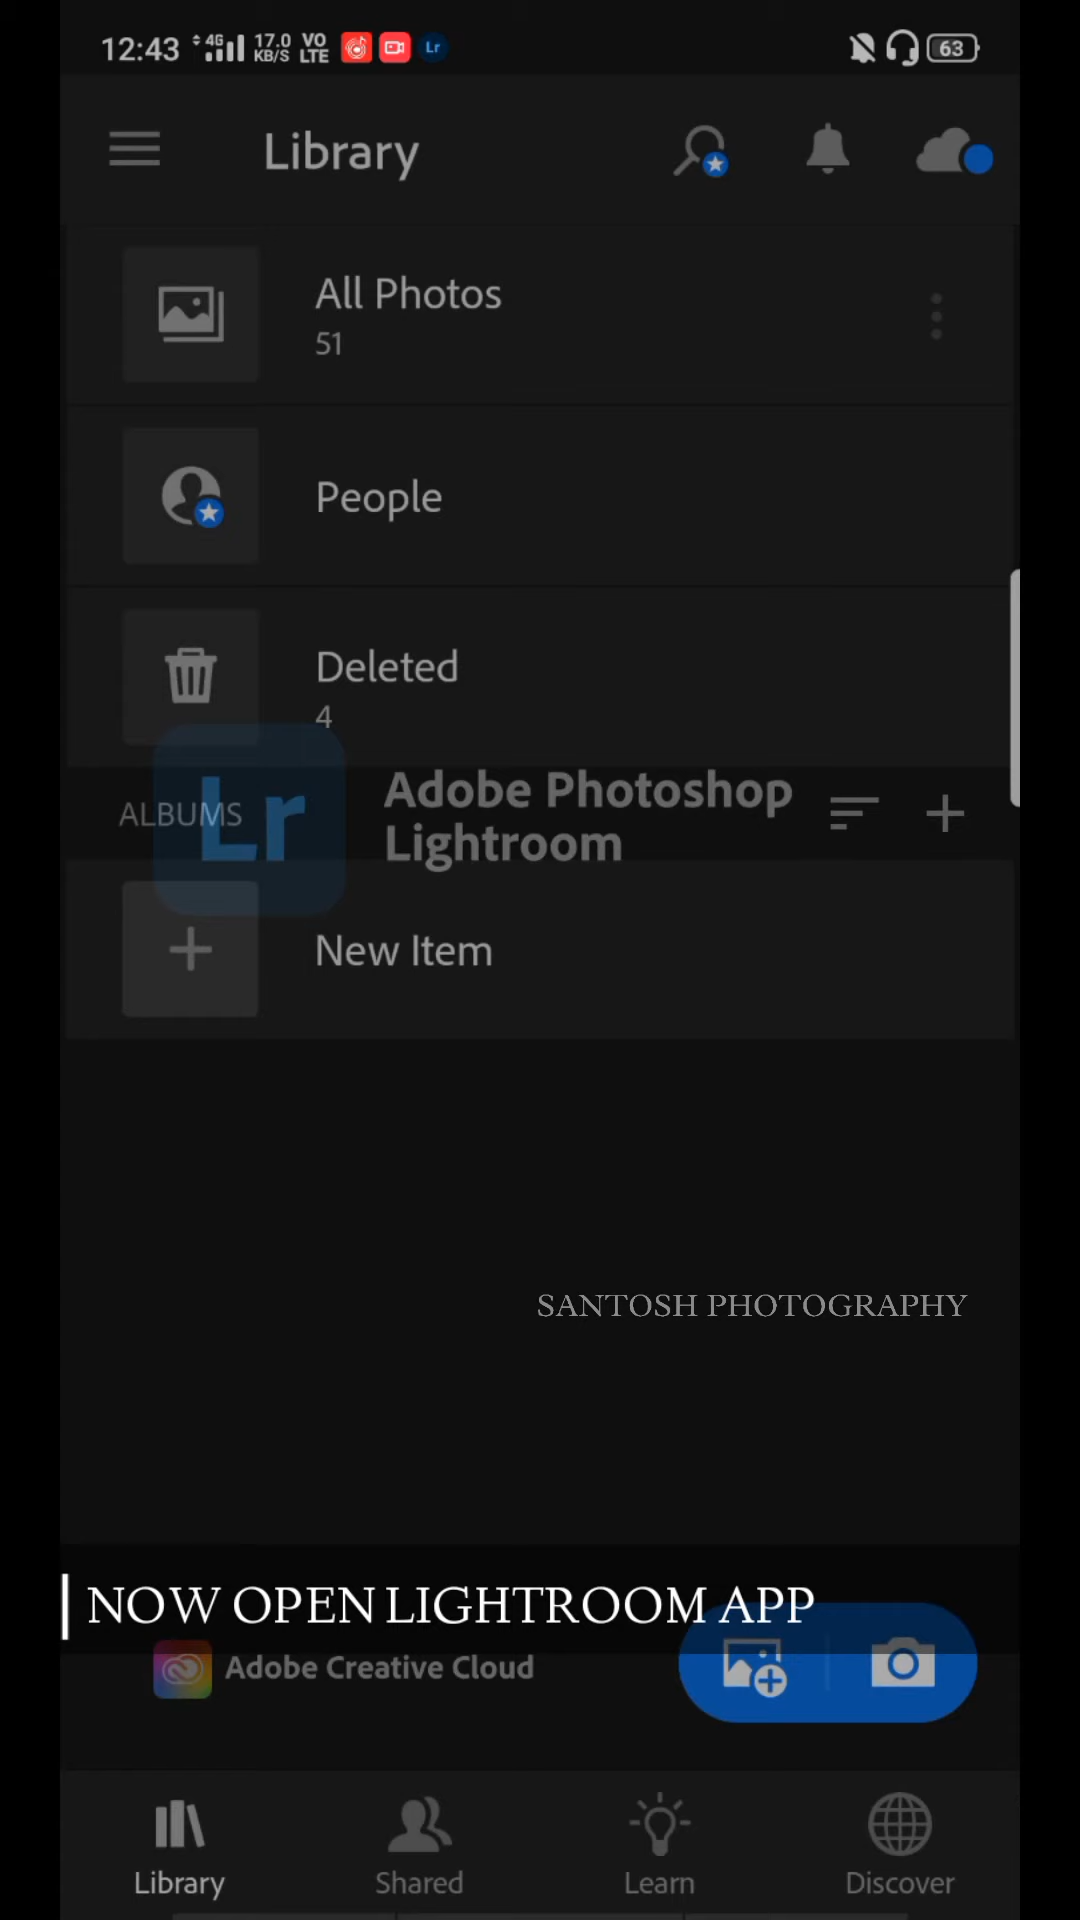 12:43 4G 17.0 KB/S VO LTE Lr 63
Library
All Photos
51
People
Deleted
4
ALBUMS
Lr
Adobe Photoshop
Lightroom
New Item
SANTOSH PHOTOGRAPHY
NOW OPEN LIGHTROOM APP
Adobe Creative Cloud
Library Shared Learn Discover